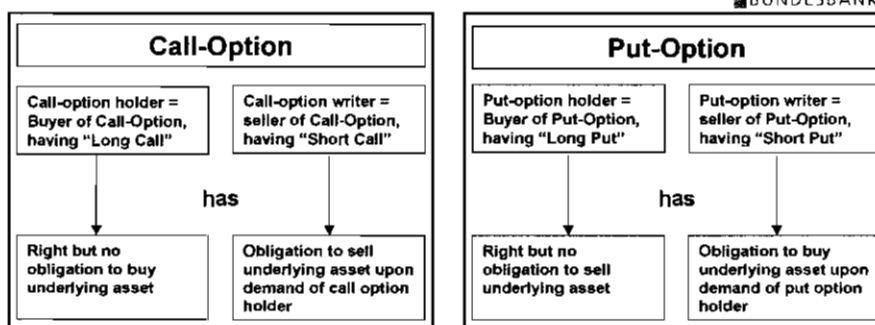 BUNDESBANK
Call-Option
Call-option holder =
Buyer of Call-Option,
having “Long Call”
Call-option writer =
seller of Call-Option,
having “Short Call”
has
Right but no
obligation to buy
underlying asset
Obligation to sell
underlying asset upon
demand of call option
holder
Put-Option
Put-option holder =
Buyer of Put-Option,
having “Long Put”
Put-option writer =
seller of Put-Option,
having “Short Put”
has
Right but no
obligation to sell
underlying asset
Obligation to buy
underlying asset upon
demand of put option
holder